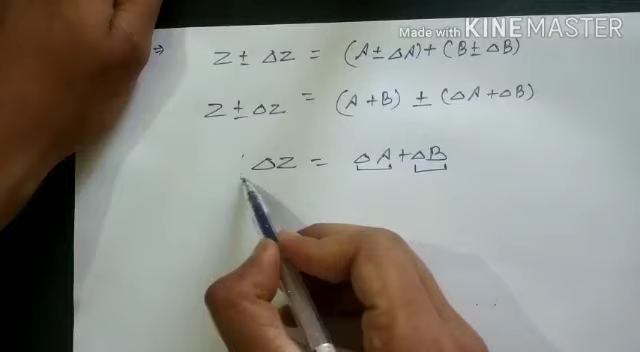 Made with KINEMASTER
⇒ Z ± ΔZ = (A ± ΔA) + (B ± ΔB)
Z ± ΔZ = (A + B) ± (ΔA + ΔB)
ΔZ = ΔA + ΔB